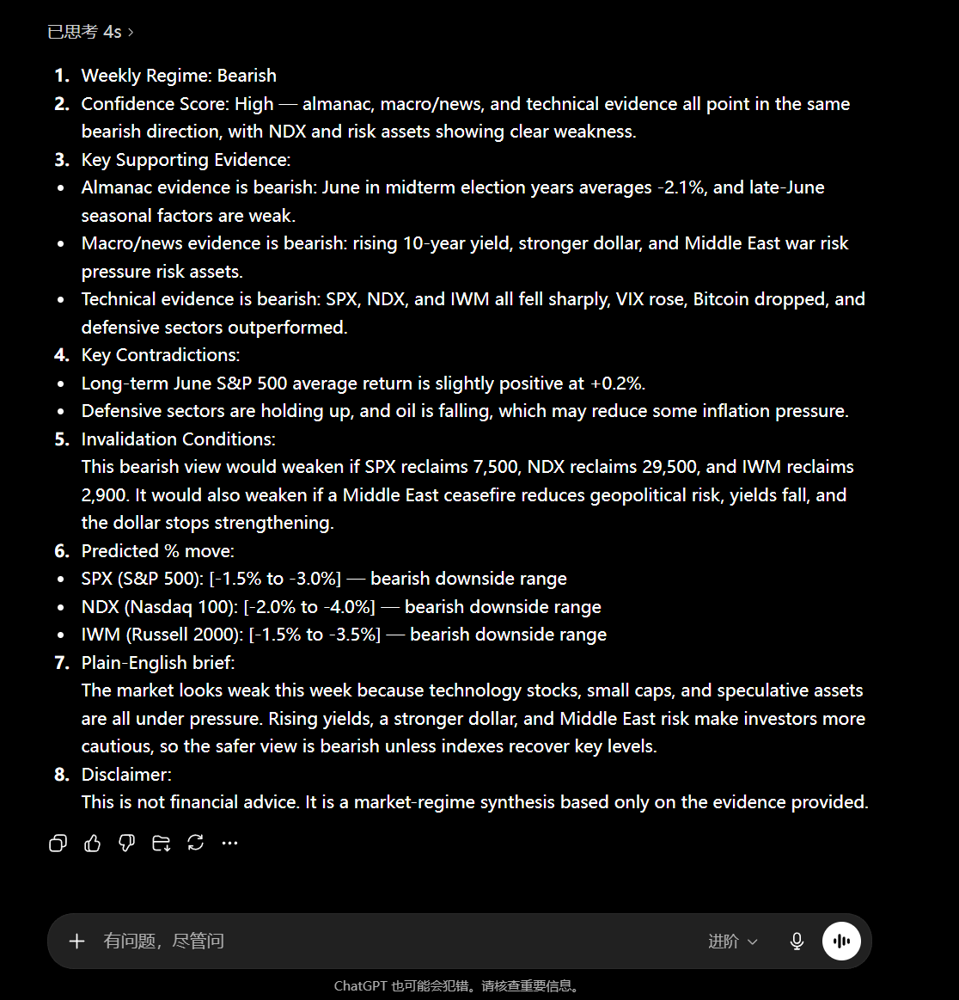 已思考 4s
1. Weekly Regime: Bearish
2. Confidence Score: High — almanac, macro/news, and technical evidence all point in the same
bearish direction, with NDX and risk assets showing clear weakness.
3. Key Supporting Evidence:
• Almanac evidence is bearish: June in midterm election years averages -2.1%, and late-June
seasonal factors are weak.
• Macro/news evidence is bearish: rising 10-year yield, stronger dollar, and Middle East war risk
pressure risk assets.
• Technical evidence is bearish: SPX, NDX, and IWM all fell sharply, VIX rose, Bitcoin dropped, and
defensive sectors outperformed.
4. Key Contradictions:
• Long-term June S&P 500 average return is slightly positive at +0.2%.
• Defensive sectors are holding up, and oil is falling, which may reduce some inflation pressure.
5. Invalidation Conditions:
This bearish view would weaken if SPX reclaims 7,500, NDX reclaims 29,500, and IWM reclaims
2,900. It would also weaken if a Middle East ceasefire reduces geopolitical risk, yields fall, and
the dollar stops strengthening.
6. Predicted % move:
• SPX (S&P 500): [-1.5% to -3.0%] — bearish downside range
• NDX (Nasdaq 100): [-2.0% to -4.0%] — bearish downside range
• IWM (Russell 2000): [-1.5% to -3.5%] — bearish downside range
7. Plain-English brief:
The market looks weak this week because technology stocks, small caps, and speculative assets
are all under pressure. Rising yields, a stronger dollar, and Middle East risk make investors more
cautious, so the safer view is bearish unless indexes recover key levels.
8. Disclaimer:
This is not financial advice. It is a market-regime synthesis based only on the evidence provided.
有问题，尽管问
进阶
ChatGPT 也可能会犯错。请核查重要信息。